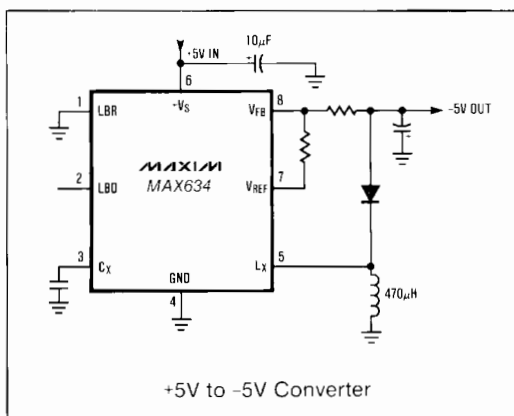 +5V IN
10µF
6
+VS
1
LBR
8
VFB
-5V OUT
MAXIM
MAX634
2
LBD
7
VREF
3
CX
GND
4
5
LX
470µH
+5V to -5V Converter